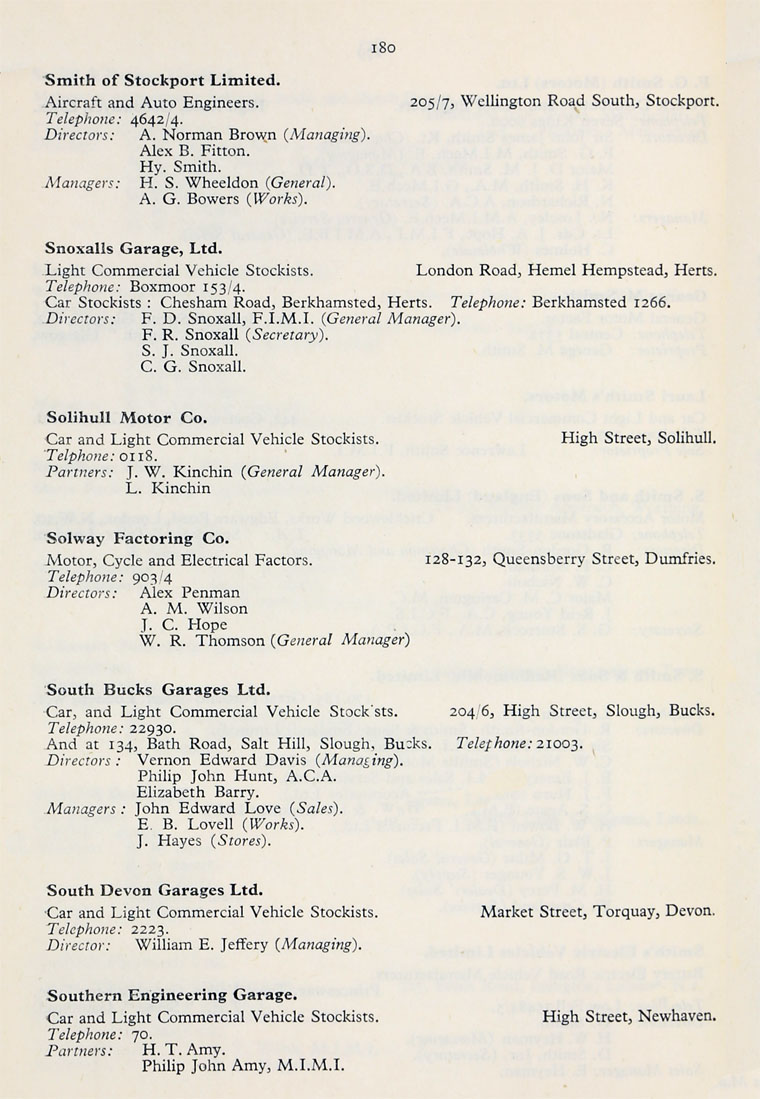 180
Smith of Stockport Limited.
Aircraft and Auto Engineers. 205/7, Wellington Road South, Stockport.
Telephone: 4642/4.
Directors: A. Norman Brown (Managing).
Alex B. Fitton.
Hy. Smith.
Managers: H. S. Wheeldon (General).
A. G. Bowers (Works).
Snoxalls Garage, Ltd.
Light Commercial Vehicle Stockists. London Road, Hemel Hempstead, Herts.
Telephone: Boxmoor 153/4.
Car Stockists : Chesham Road, Berkhamsted, Herts. Telephone: Berkhamsted 1266.
Directors: F. D. Snoxall, F.I.M.I. (General Manager).
F. R. Snoxall (Secretary).
S. J. Snoxall.
C. G. Snoxall.
Solihull Motor Co.
Car and Light Commercial Vehicle Stockists. High Street, Solihull.
Telphone: 0118.
Partners: J. W. Kinchin (General Manager).
L. Kinchin
Solway Factoring Co.
Motor, Cycle and Electrical Factors. 128-132, Queensberry Street, Dumfries.
Telephone: 903/4
Directors: Alex Penman
A. M. Wilson
J. C. Hope
W. R. Thomson (General Manager)
South Bucks Garages Ltd.
Car, and Light Commercial Vehicle Stock'sts. 204/6, High Street, Slough, Bucks.
Telephone: 22930.
And at 134, Bath Road, Salt Hill, Slough, Bucks. Telephone: 21003.
Directors : Vernon Edward Davis (Managing).
Philip John Hunt, A.C.A.
Elizabeth Barry.
Managers : John Edward Love (Sales).
E. B. Lovell (Works).
J. Hayes (Stores).
South Devon Garages Ltd.
Car and Light Commercial Vehicle Stockists. Market Street, Torquay, Devon.
Telephone: 2223.
Director: William E. Jeffery (Managing).
Southern Engineering Garage.
Car and Light Commercial Vehicle Stockists. High Street, Newhaven.
Telephone: 70.
Partners: H. T. Amy.
Philip John Amy, M.I.M.I.